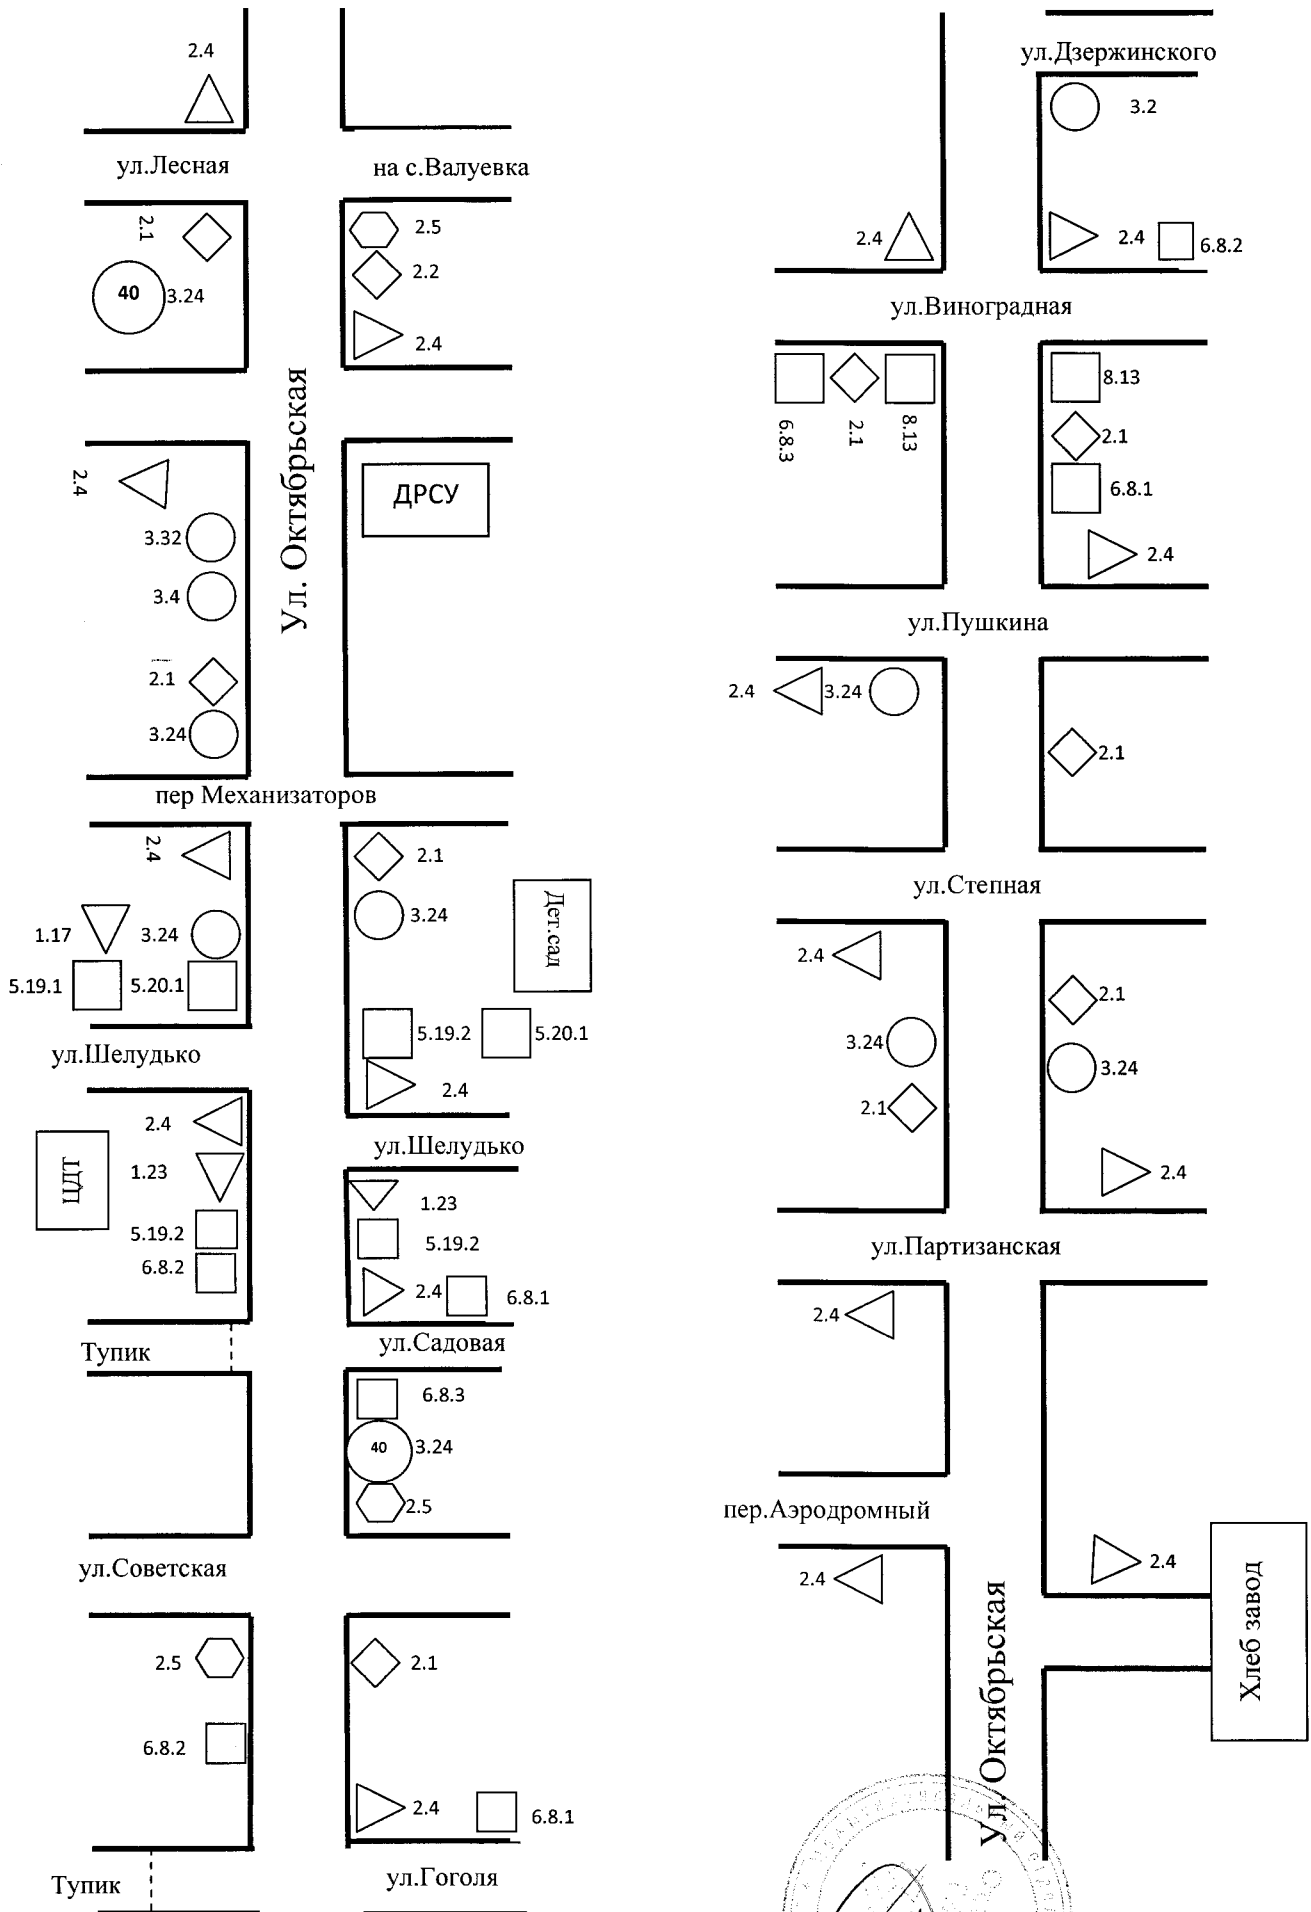 2.4
ул.Лесная
на с.Валуевка
2.1
40
3.24
2.5
2.2
2.4
Ул. Октябрьская
2.4
3.32
3.4
2.1
3.24
ДРСУ
пер Механизаторов
2.4
1.17
3.24
5.19.1
5.20.1
2.1
3.24
Дет.сад
5.19.2
5.20.1
2.4
ул.Шелудько
ул.Шелудько
2.4
ЦДТ
1.23
5.19.2
6.8.2
1.23
5.19.2
2.4
6.8.1
Тупик
ул.Садовая
6.8.3
40
3.24
2.5
ул.Советская
2.5
6.8.2
2.1
2.4
6.8.1
Тупик
ул.Гоголя
ул.Дзержинского
3.2
2.4
2.4
6.8.2
ул.Виноградная
6.8.3
2.1
8.13
8.13
2.1
6.8.1
2.4
ул.Пушкина
2.4
3.24
2.1
ул.Степная
2.4
3.24
2.1
2.1
3.24
2.4
ул.Партизанская
2.4
пер.Аэродромный
2.4
2.4
Хлеб завод
Ул. Октябрьская